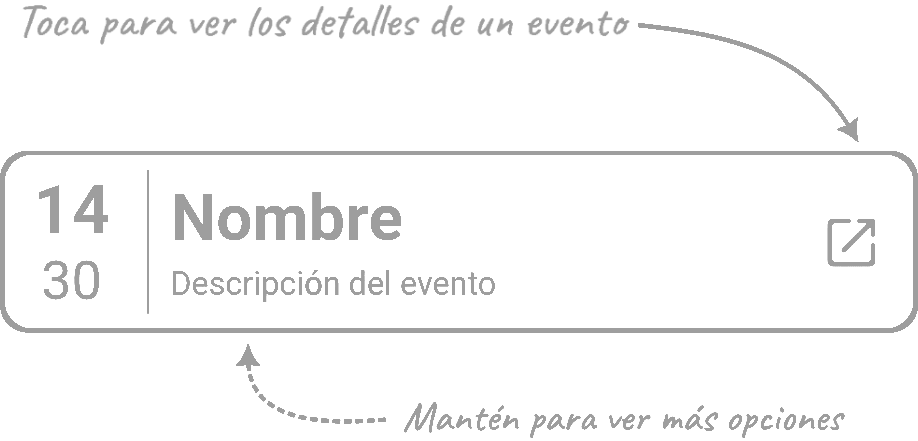 Toca para ver los detalles de un evento
14
30
Nombre
Descripción del evento
Mantén para ver más opciones